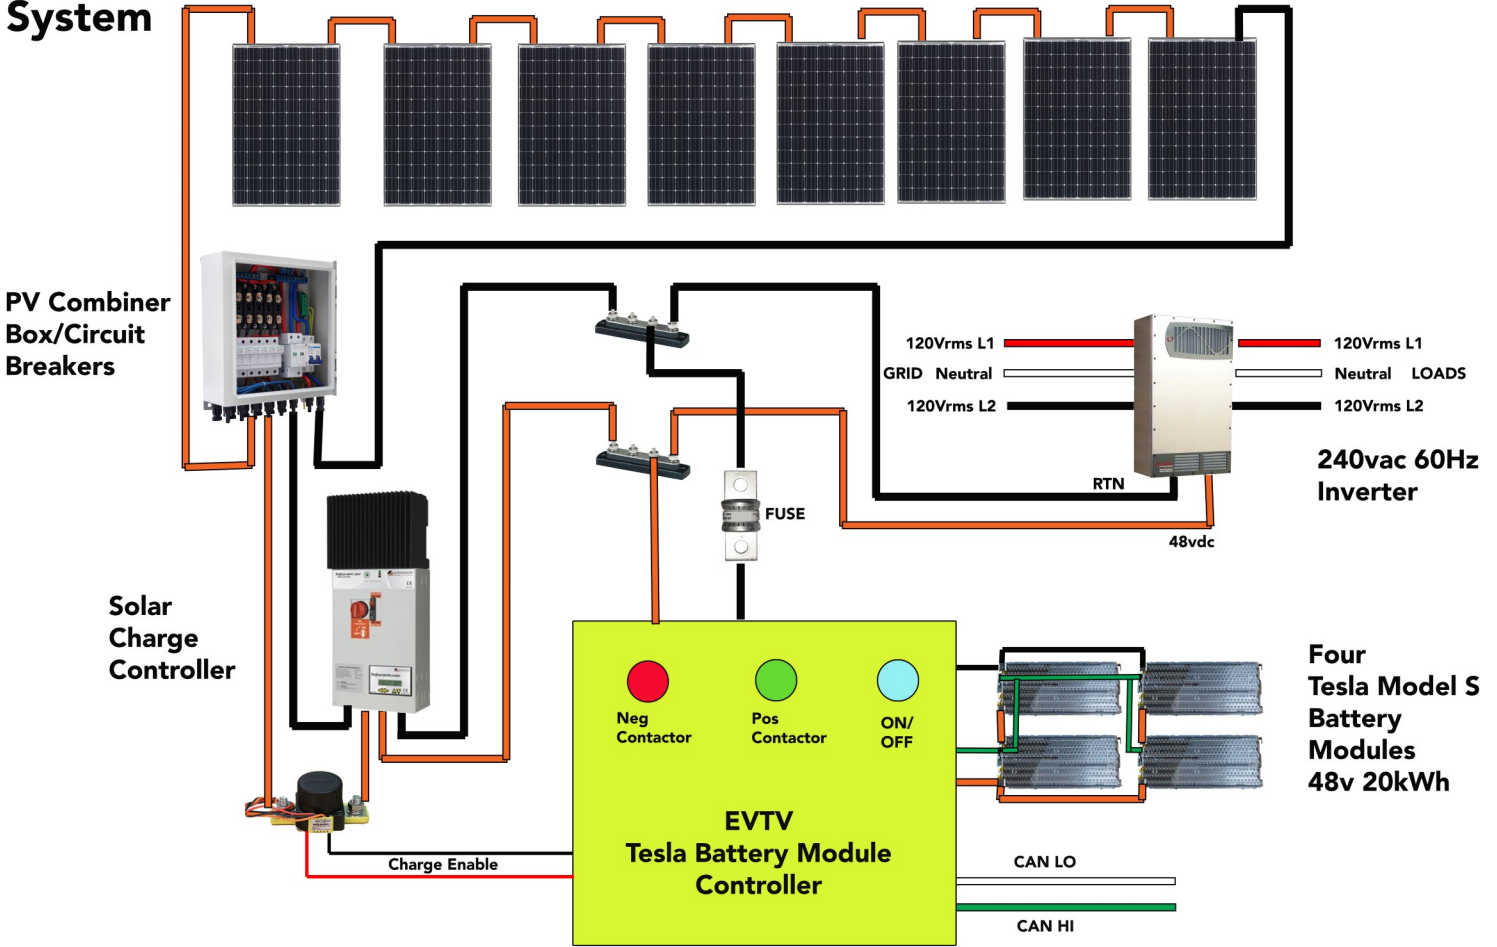 System
PV Combiner
Box/Circuit
Breakers
120Vrms L1
120Vrms L1
GRID Neutral
Neutral LOADS
120Vrms L2
120Vrms L2
240vac 60Hz
Inverter
RTN
48vdc
FUSE
Solar
Charge
Controller
Neg
Contactor
Pos
Contactor
ON/
OFF
Four
Tesla Model S
Battery
Modules
48v 20kWh
EVTV
Tesla Battery Module
Controller
Charge Enable
CAN LO
CAN HI